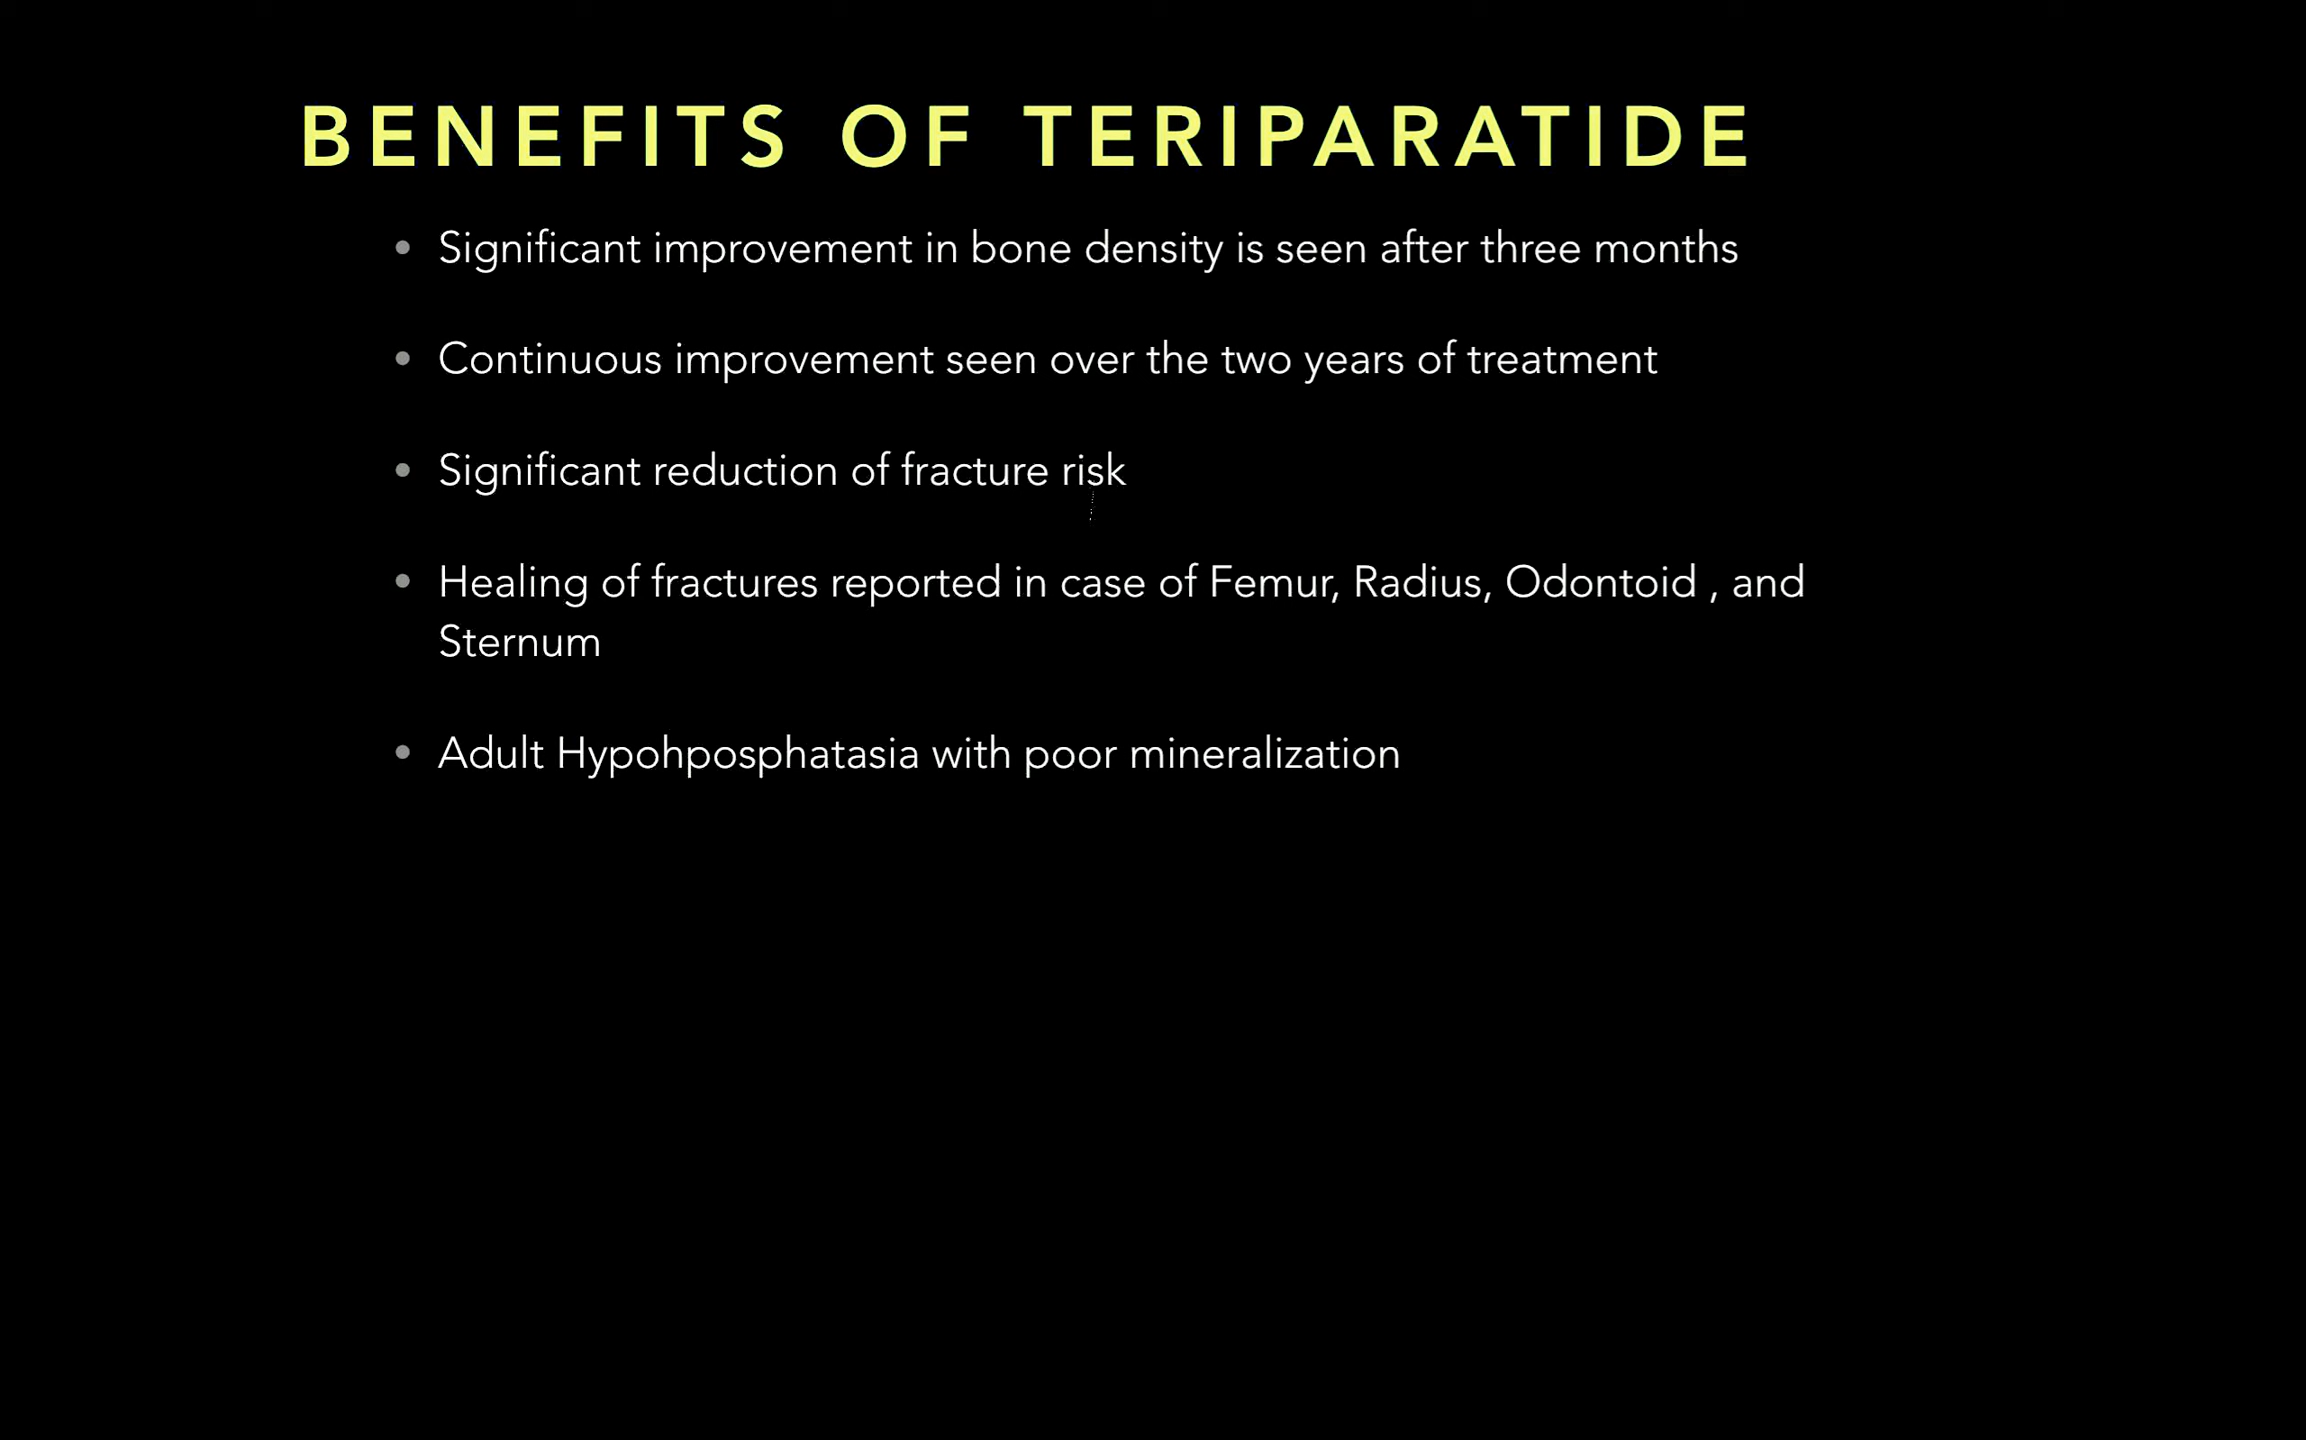 BENEFITS OF TERIPARATIDE
• Significant improvement in bone density is seen after three months
• Continuous improvement seen over the two years of treatment
• Significant reduction of fracture risk
• Healing of fractures reported in case of Femur, Radius, Odontoid , and
Sternum
• Adult Hypohposphatasia with poor mineralization